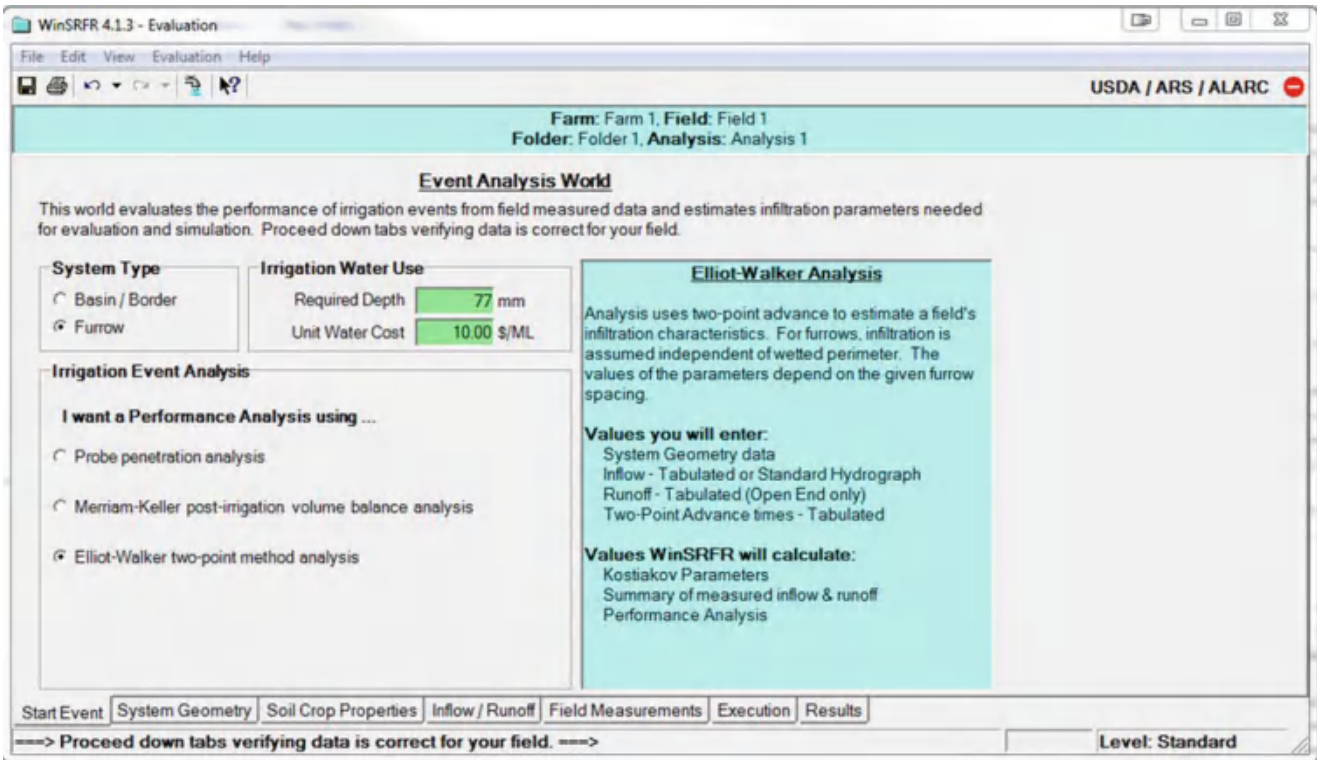 WinSRFR 4.1.3 - Evaluation
File Edit View Evaluation Help
USDA / ARS / ALARC
Farm: Farm 1, Field: Field 1
Folder: Folder 1, Analysis: Analysis 1
Event Analysis World
This world evaluates the performance of irrigation events from field measured data and estimates infiltration parameters needed
for evaluation and simulation. Proceed down tabs verifying data is correct for your field.
System Type
Basin / Border
Furrow
Irrigation Water Use
Required Depth 77 mm
Unit Water Cost 10.00 $/ML
Irrigation Event Analysis
I want a Performance Analysis using ...
Probe penetration analysis
Merriam-Keller post-irrigation volume balance analysis
Elliot-Walker two-point method analysis
Elliot-Walker Analysis
Analysis uses two-point advance to estimate a field's
infiltration characteristics. For furrows, infiltration is
assumed independent of wetted perimeter. The
values of the parameters depend on the given furrow
spacing.
Values you will enter:
System Geometry data
Inflow - Tabulated or Standard Hydrograph
Runoff - Tabulated (Open End only)
Two-Point Advance times - Tabulated
Values WinSRFR will calculate:
Kostiakov Parameters
Summary of measured inflow & runoff
Performance Analysis
Start Event System Geometry Soil Crop Properties Inflow / Runoff Field Measurements Execution Results
===> Proceed down tabs verifying data is correct for your field. ===> Level: Standard